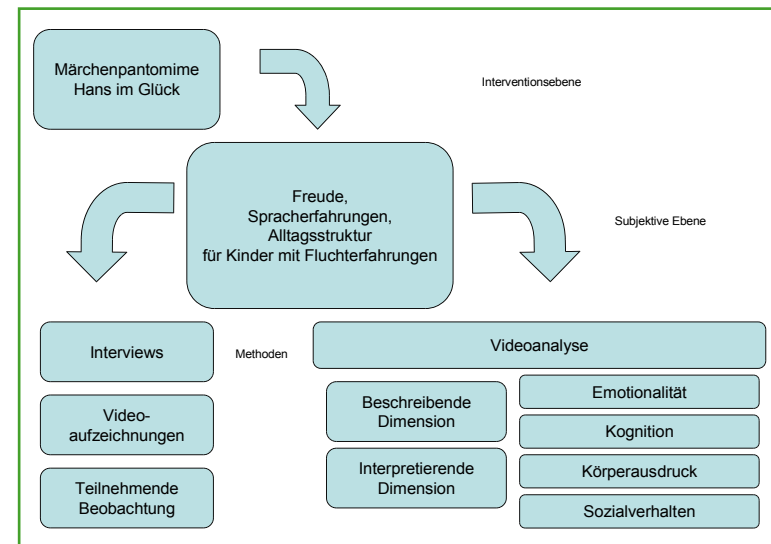 Märchenpantomime
Hans im Glück
Interventionsebene
Freude,
Spracherfahrungen,
Alltagsstruktur
für Kinder mit Fluchterfahrungen
Subjektive Ebene
Interviews
Methoden
Videoanalyse
Video-
aufzeichnungen
Teilnehmende
Beobachtung
Beschreibende
Dimension
Interpretierende
Dimension
Emotionalität
Kognition
Körperausdruck
Sozialverhalten